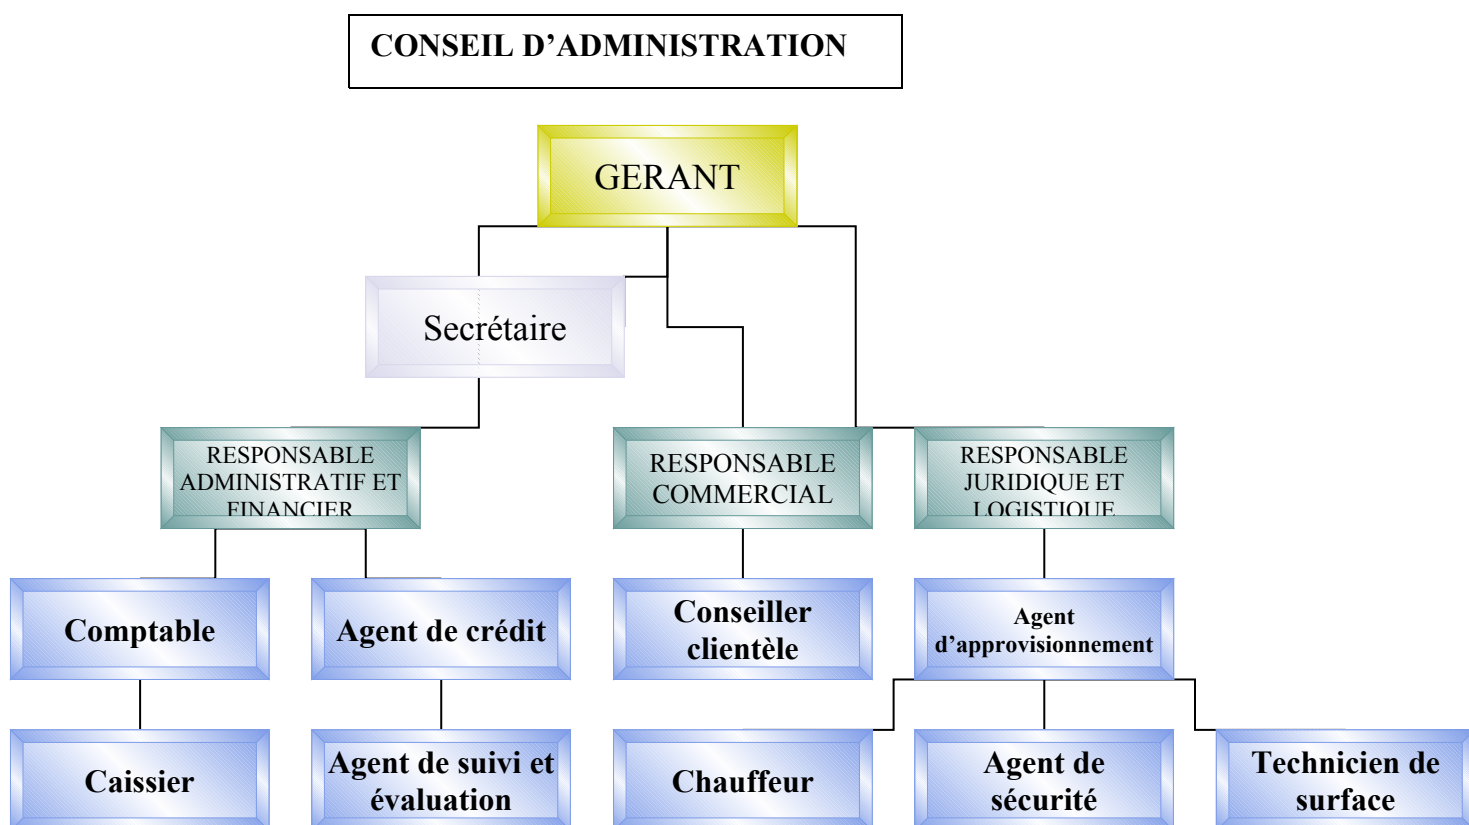 CONSEIL D’ADMINISTRATION
GERANT
Secrétaire
RESPONSABLE
ADMINISTRATIF ET
FINANCIER
RESPONSABLE
COMMERCIAL
RESPONSABLE
JURIDIQUE ET
LOGISTIQUE
Comptable
Agent de crédit
Conseiller
clientèle
Agent
d’approvisionnement
Caissier
Agent de suivi et
évaluation
Chauffeur
Agent de
sécurité
Technicien de
surface